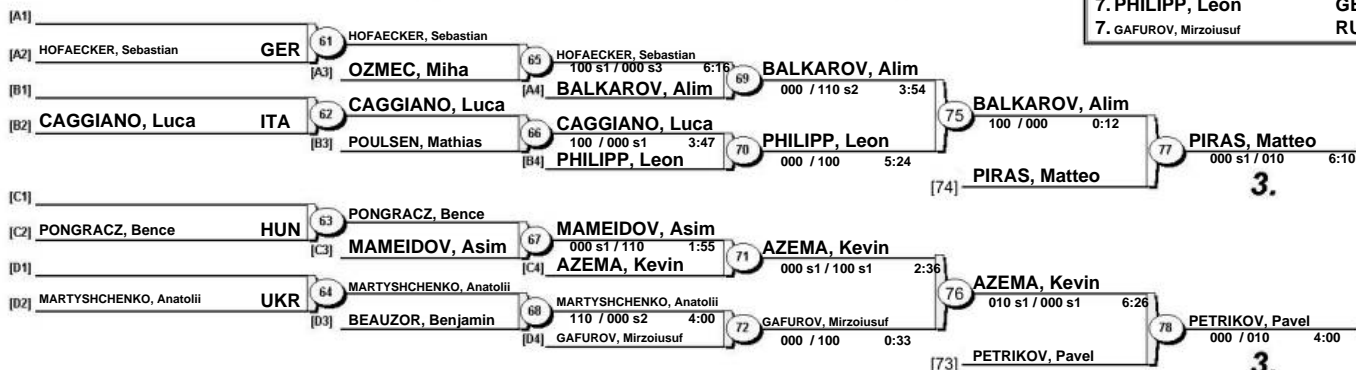 7. PHILIPP, Leon GE
7. GAFUROV, Mirzoiusuf RU
[A1]
[A2] HOFAECKER, Sebastian GER
61
HOFAECKER, Sebastian
[A3] OZMEC, Miha
65
HOFAECKER, Sebastian
100 s1 / 000 s3 6:16
[A4] BALKAROV, Alim
69
BALKAROV, Alim
000 / 110 s2 3:54
[B1]
[B2] CAGGIANO, Luca ITA
62
CAGGIANO, Luca
[B3] POULSEN, Mathias
66
CAGGIANO, Luca
100 / 000 s1 3:47
[B4] PHILIPP, Leon
70
PHILIPP, Leon
000 / 100 5:24
75
BALKAROV, Alim
100 / 000 0:12
[74] PIRAS, Matteo
77
PIRAS, Matteo
000 s1 / 010 6:10
3.
[C1]
[C2] PONGRACZ, Bence HUN
63
PONGRACZ, Bence
[C3] MAMEIDOV, Asim
67
MAMEIDOV, Asim
000 s1 / 110 1:55
[C4] AZEMA, Kevin
71
AZEMA, Kevin
000 s1 / 100 s1 2:36
[D1]
[D2] MARTYSHCHENKO, Anatolii UKR
64
MARTYSHCHENKO, Anatolii
[D3] BEAUZOR, Benjamin
68
MARTYSHCHENKO, Anatolii
110 / 000 s2 4:00
[D4] GAFUROV, Mirzoiusuf
72
GAFUROV, Mirzoiusuf
000 / 100 0:33
76
AZEMA, Kevin
010 s1 / 000 s1 6:26
[73] PETRIKOV, Pavel
78
PETRIKOV, Pavel
000 / 010 4:00
3.